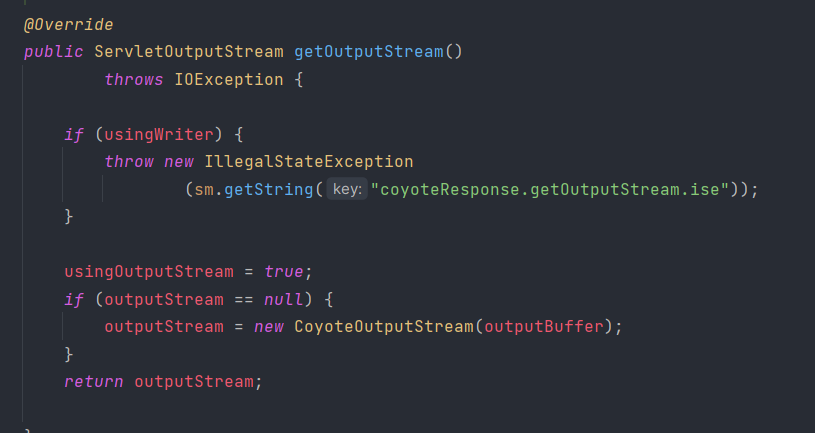 @Override
public ServletOutputStream getOutputStream()
        throws IOException {

    if (usingWriter) {
        throw new IllegalStateException
                (sm.getString( key: "coyoteResponse.getOutputStream.ise"));
    }

    usingOutputStream = true;
    if (outputStream == null) {
        outputStream = new CoyoteOutputStream(outputBuffer);
    }
    return outputStream;

}